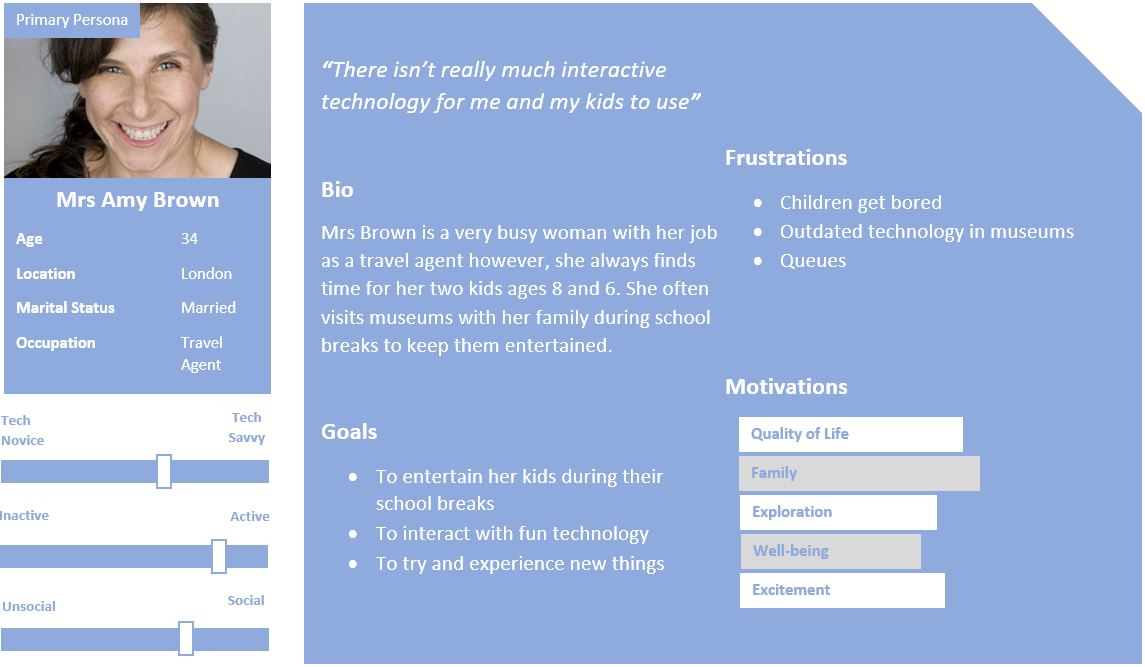 Primary Persona
Mrs Amy Brown
Age 34
Location London
Marital Status Married
Occupation Travel
Agent
Tech
Novice
Tech
Savvy
Inactive
Active
Unsocial
Social
“There isn’t really much interactive
technology for me and my kids to use”
Bio
Mrs Brown is a very busy woman with her job
as a travel agent however, she always finds
time for her two kids ages 8 and 6. She often
visits museums with her family during school
breaks to keep them entertained.
Goals
● To entertain her kids during their
school breaks
● To interact with fun technology
● To try and experience new things
Frustrations
● Children get bored
● Outdated technology in museums
● Queues
Motivations
Quality of Life
Family
Exploration
Well-being
Excitement